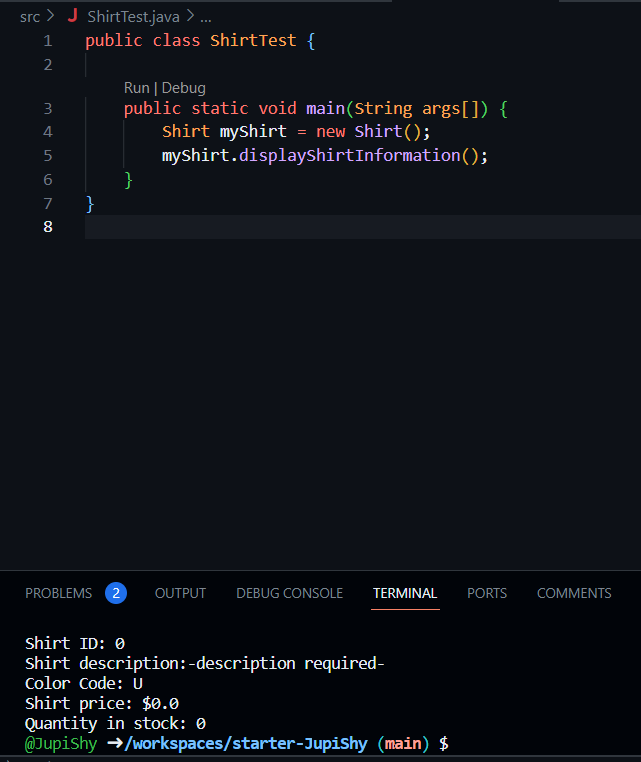 src > J ShirtTest.java > ...
1 public class ShirtTest {
2
Run | Debug
3 public static void main(String args[]) {
4 Shirt myShirt = new Shirt();
5 myShirt.displayShirtInformation();
6 }
7 }
8
PROBLEMS 2 OUTPUT DEBUG CONSOLE TERMINAL PORTS COMMENTS
Shirt ID: 0
Shirt description:-description required-
Color Code: U
Shirt price: $0.0
Quantity in stock: 0
@JupiShy ➜/workspaces/starter-JupiShy (main) $